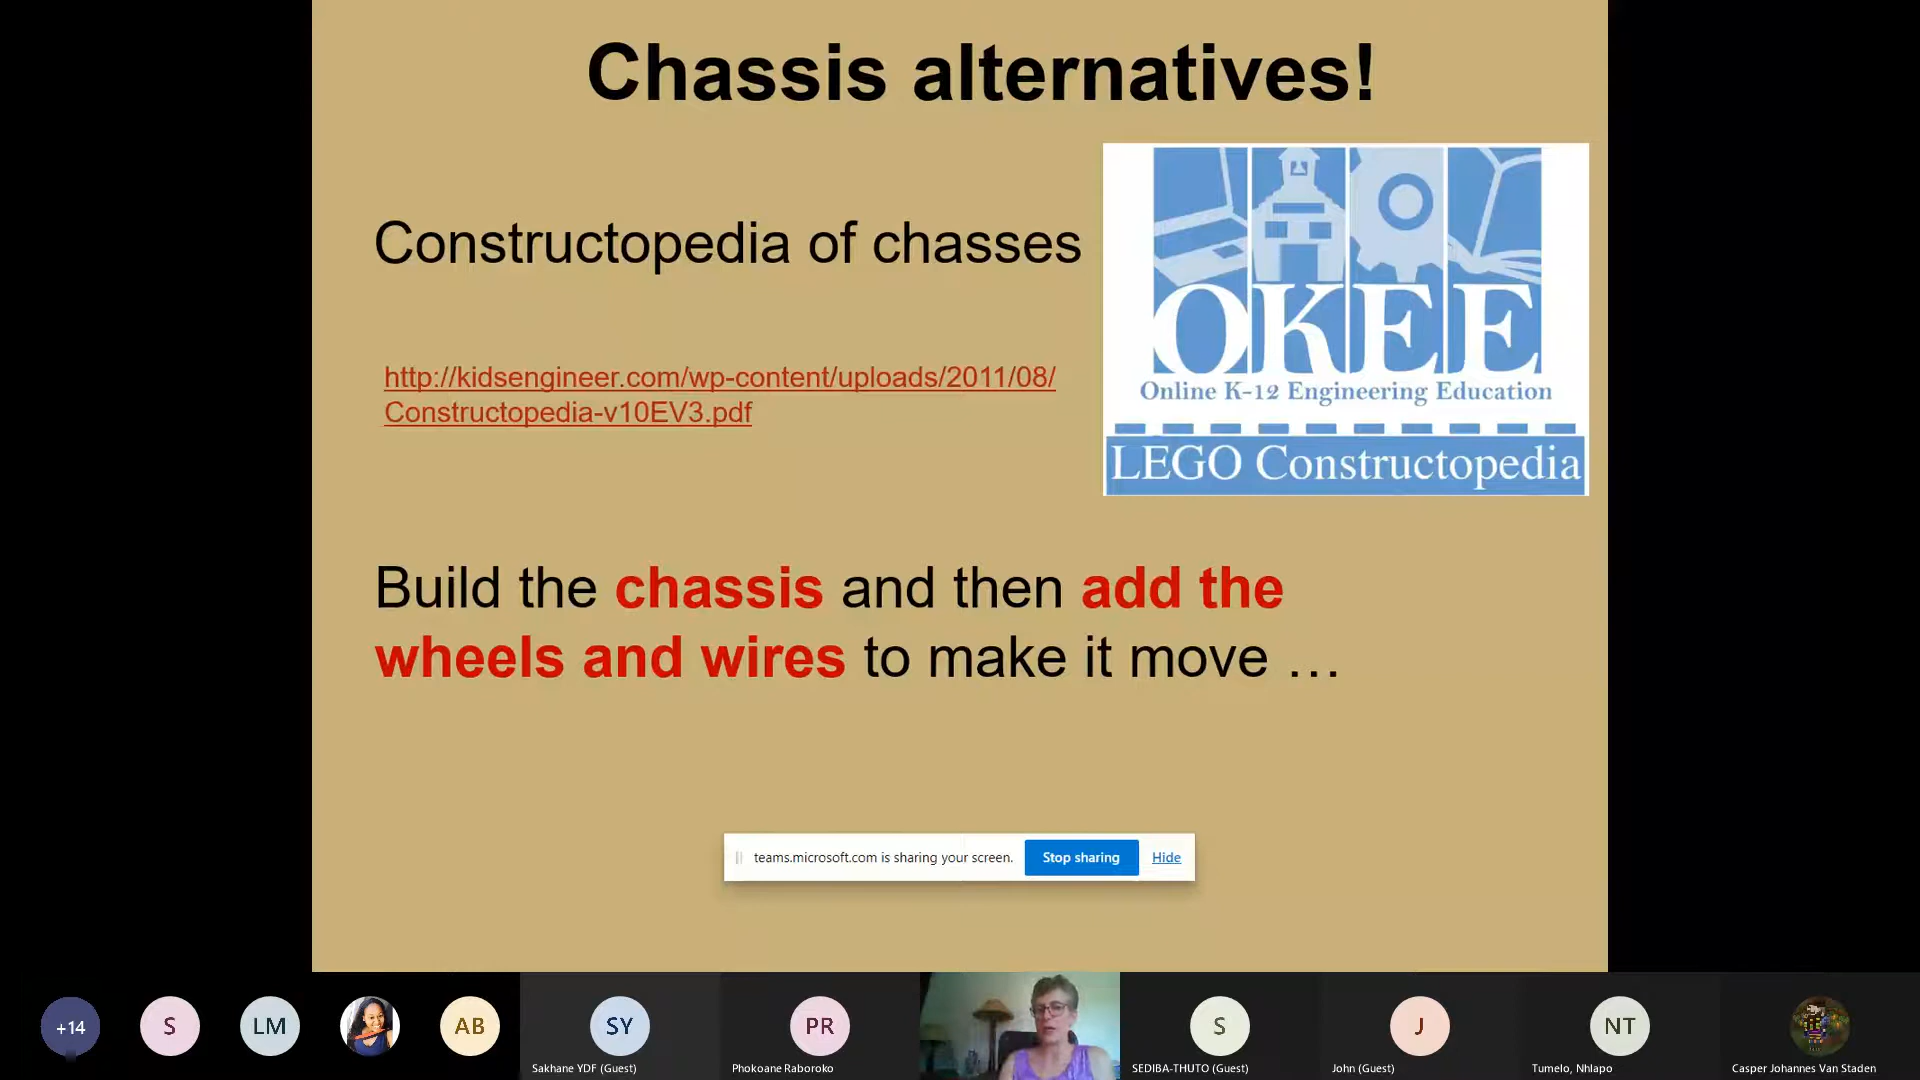 Chassis alternatives!
Constructopedia of chasses
http://kidsengineer.com/wp-content/uploads/2011/08/
Constructopedia-v10EV3.pdf
OKEE
Online K-12 Engineering Education
LEGO Constructopedia
Build the chassis and then add the
wheels and wires to make it move …
teams.microsoft.com is sharing your screen.
Stop sharing
Hide
+14
S
LM
AB
SY
PR
S
J
NT
Sakhane YDF (Guest)
Phokoane Raboroko
SEDIBA-THUTO (Guest)
John (Guest)
Tumelo, Nhlapo
Casper Johannes Van Staden